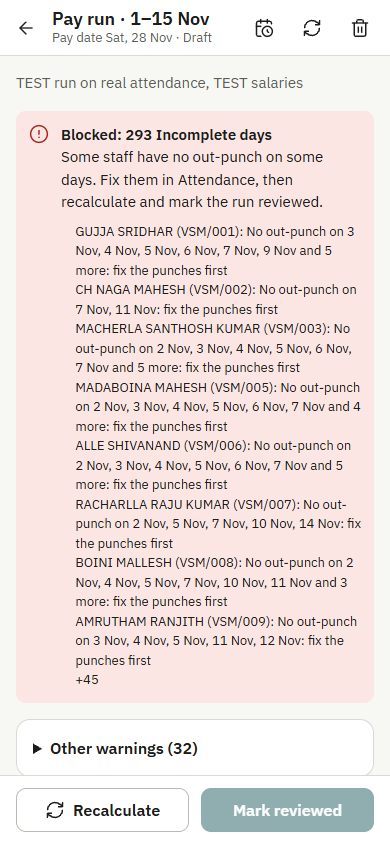 Pay run · 1–15 Nov
Pay date Sat, 28 Nov · Draft
TEST run on real attendance, TEST salaries
Blocked: 293 Incomplete days
Some staff have no out-punch on some
days. Fix them in Attendance, then
recalculate and mark the run reviewed.
GUJJA SRIDHAR (VSM/001): No out-punch on 3
Nov, 4 Nov, 5 Nov, 6 Nov, 7 Nov, 9 Nov and 5
more: fix the punches first
CH NAGA MAHESH (VSM/002): No out-punch on
7 Nov, 11 Nov: fix the punches first
MACHERLA SANTHOSH KUMAR (VSM/003): No
out-punch on 2 Nov, 3 Nov, 4 Nov, 5 Nov, 6 Nov,
7 Nov and 5 more: fix the punches first
MADABOINA MAHESH (VSM/005): No out-punch
on 2 Nov, 3 Nov, 4 Nov, 5 Nov, 6 Nov, 7 Nov and 4
more: fix the punches first
ALLE SHIVANAND (VSM/006): No out-punch on
2 Nov, 3 Nov, 4 Nov, 5 Nov, 6 Nov, 7 Nov and 5
more: fix the punches first
RACHARLLA RAJU KUMAR (VSM/007): No out-
punch on 2 Nov, 5 Nov, 7 Nov, 10 Nov, 14 Nov: fix
the punches first
BOINI MALLESH (VSM/008): No out-punch on 2
Nov, 4 Nov, 5 Nov, 7 Nov, 10 Nov, 11 Nov and 3
more: fix the punches first
AMRUTHAM RANJITH (VSM/009): No out-punch
on 3 Nov, 4 Nov, 5 Nov, 11 Nov, 12 Nov: fix the
punches first
+45
Other warnings (32)
Recalculate
Mark reviewed